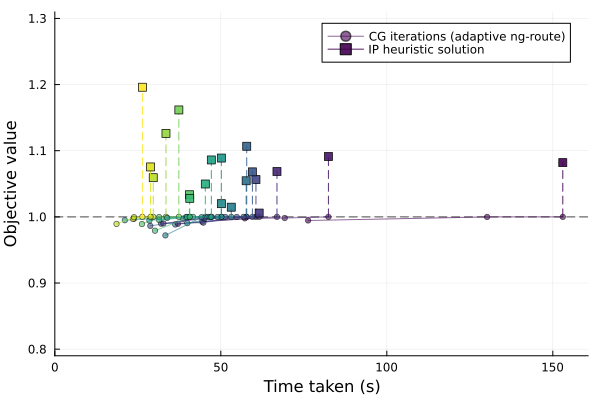 1.3
CG iterations (adaptive ng-route)
IP heuristic solution
1.2
1.1
1.0
0.9
0.8
Objective value
0
50
100
150
Time taken (s)